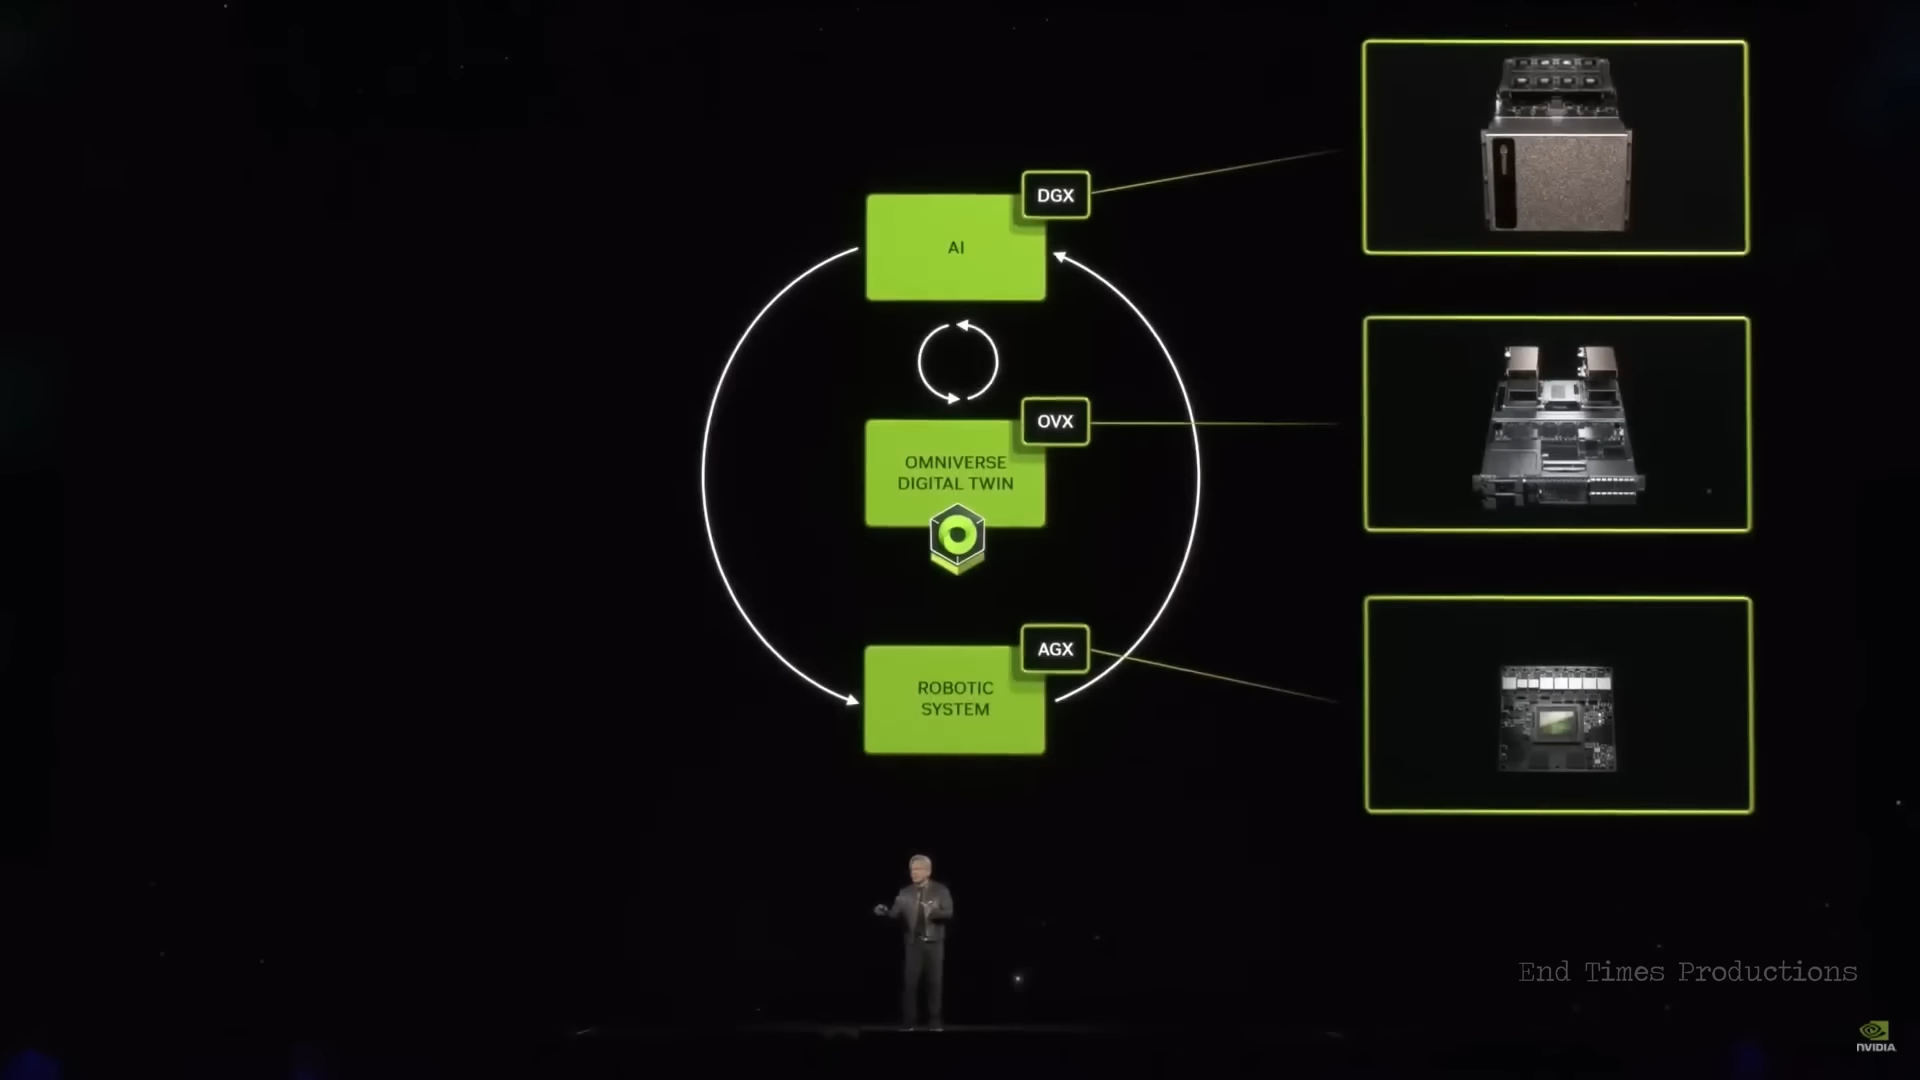 DGX
AI
OVX
OMNIVERSE
DIGITAL TWIN
AGX
ROBOTIC
SYSTEM
End Times Productions
NVIDIA